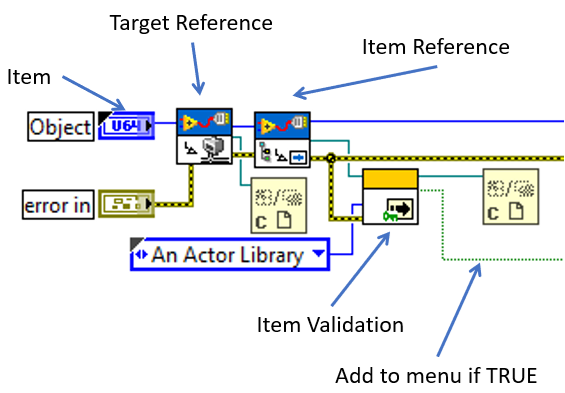 Target Reference
Item Reference
Item
Object
U64
error in
C
C
An Actor Library
Item Validation
Add to menu if TRUE